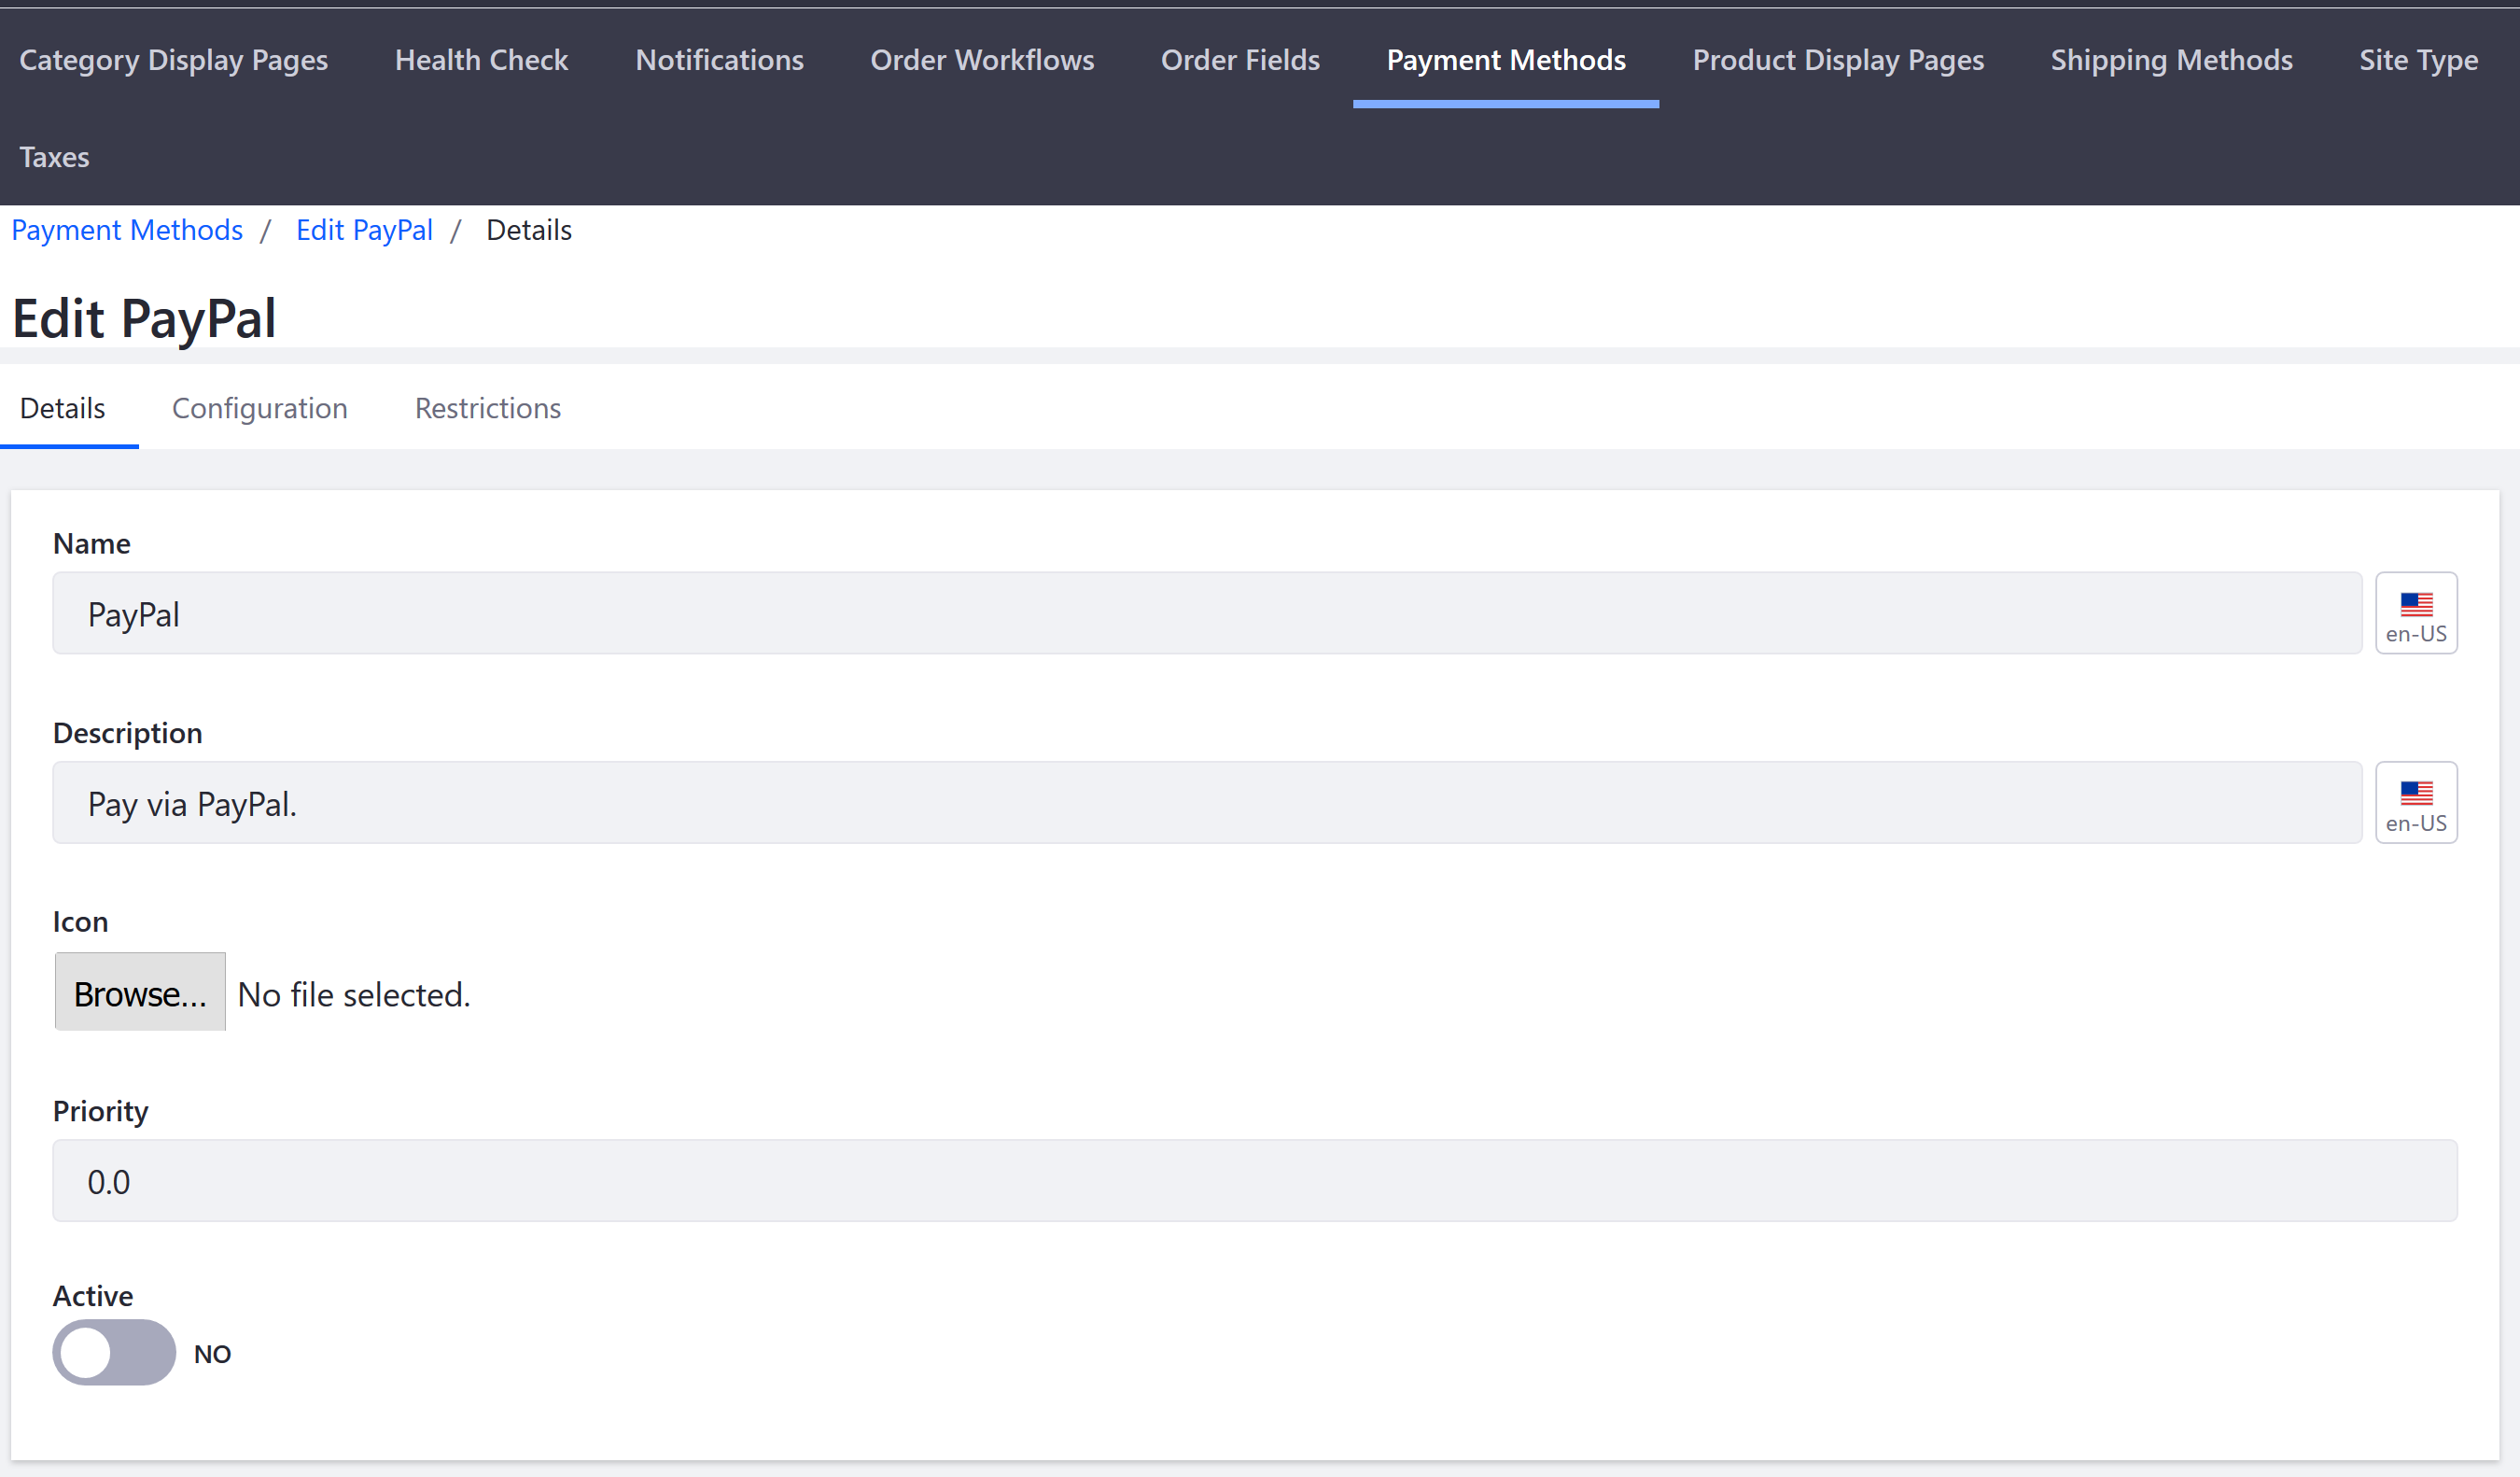 Category Display Pages Health Check Notifications Order Workflows Order Fields Payment Methods Product Display Pages Shipping Methods Site Type
Taxes
Payment Methods / Edit PayPal / Details
Edit PayPal
Details Configuration Restrictions
Name
PayPal
en-US
Description
Pay via PayPal.
en-US
Icon
Browse... No file selected.
Priority
0.0
Active
NO